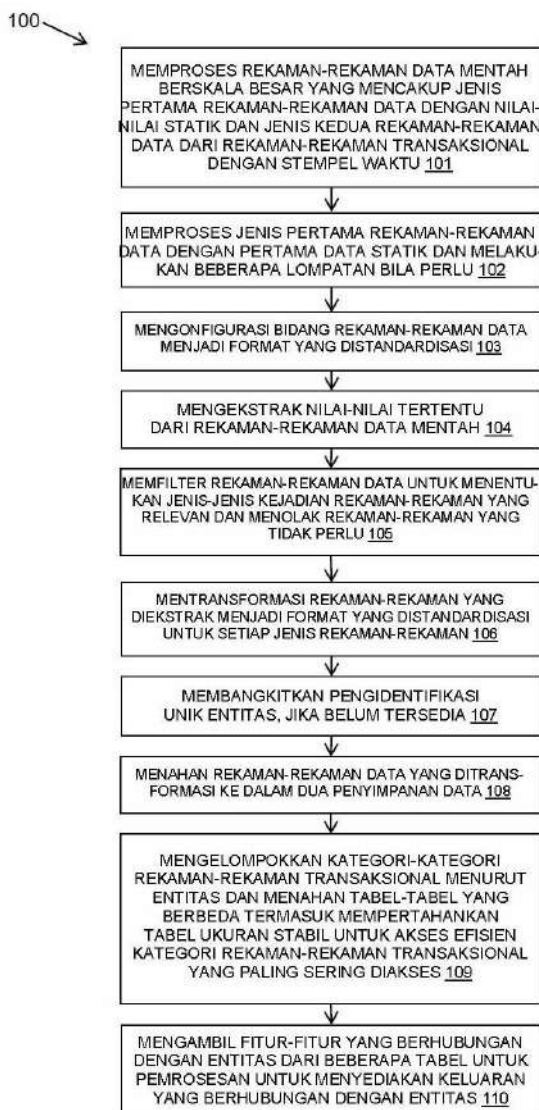 100
MEMPROSES REKAMAN-REKAMAN DATA MENTAH
BERSKALA BESAR YANG MENCAKUP JENIS
PERTAMA REKAMAN-REKAMAN DATA DENGAN NILAI-
NILAI STATIK DAN JENIS KEDUA REKAMAN-REKAMAN
DATA DARI REKAMAN-REKAMAN TRANSAKSIONAL
DENGAN STEMPEL WAKTU 101
MEMPROSES JENIS PERTAMA REKAMAN-REKAMAN
DATA DENGAN PERTAMA DATA STATIK DAN MELAKU-
KAN BEBERAPA LOMPATAN BILA PERLU 102
MENGONFIGURASI BIDANG REKAMAN-REKAMAN DATA
MENJADI FORMAT YANG DISTANDARDISASI 103
MENGEKSTRAK NILAI-NILAI TERTENTU
DARI REKAMAN-REKAMAN DATA MENTAH 104
MEMFILTER REKAMAN-REKAMAN DATA UNTUK MENENTU-
KAN JENIS-JENIS KEJADIAN REKAMAN-REKAMAN YANG
RELEVAN DAN MENOLAK REKAMAN-REKAMAN YANG
TIDAK PERLU 105
MENTRANSFORMASI REKAMAN-REKAMAN YANG
DIEKSTRAK MENJADI FORMAT YANG DISTANDARDISASI
UNTUK SETIAP JENIS REKAMAN-REKAMAN 106
MEMBANGKITKAN PENGIDENTIFIKASI
UNIK ENTITAS, JIKA BELUM TERSEDIA 107
MENAHAN REKAMAN-REKAMAN DATA YANG DITRANS-
FORMASI KE DALAM DUA PENYIMPANAN DATA 108
MENGELOMPOKKAN KATEGORI-KATEGORI
REKAMAN-REKAMAN TRANSAKSIONAL MENURUT
ENTITAS DAN MENAHAN TABEL-TABEL YANG
BERBEDA TERMASUK MEMPERTAHANKAN
TABEL UKURAN STABIL UNTUK AKSES EFISIEN
KATEGORI REKAMAN-REKAMAN TRANSAKSIONAL
YANG PALING SERING DIAKSES 109
MENGAMBIL FITUR-FITUR YANG BERHUBUNGAN
DENGAN ENTITAS DARI BEBERAPA TABEL UNTUK
PEMROSESAN UNTUK MENYEDIAKAN KELUARAN
YANG BERHUBUNGAN DENGAN ENTITAS 110